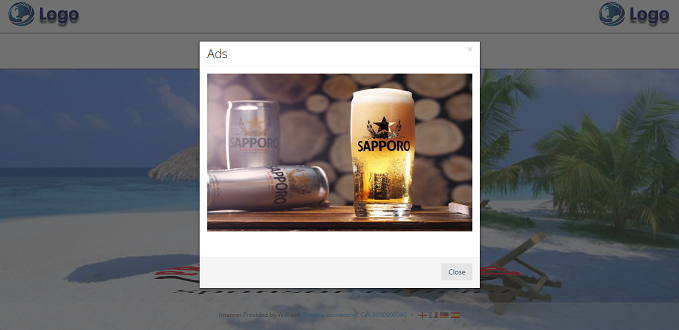 Logo
Logo
Ads
×
SAPPORO
SAPPORO
SAPPORO
Close
Internet Provided by